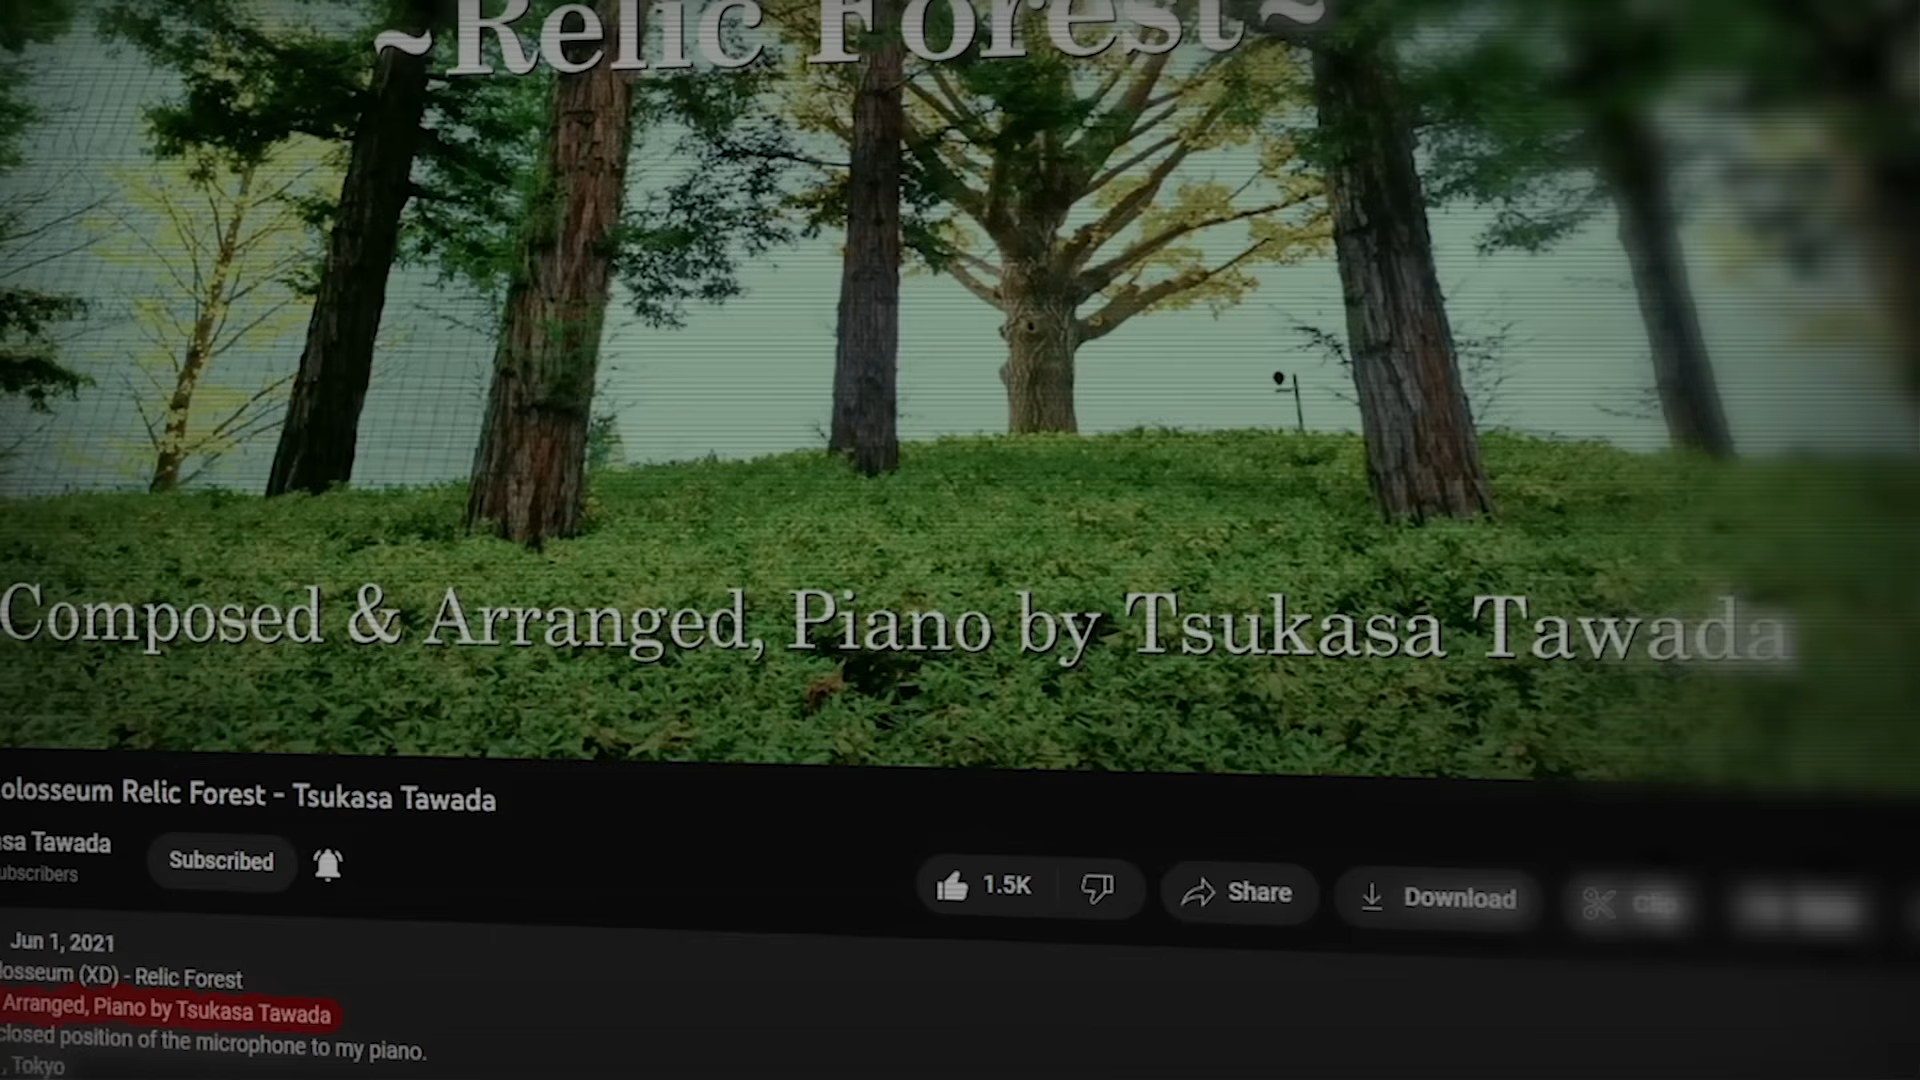 ~Relic Forest~
Composed & Arranged, Piano by Tsukasa Tawada
olosseum Relic Forest - Tsukasa Tawada
sa Tawada
Subscribed
ubscribers
1.5K
Share
Download
Clip
Jun 1, 2021
losseum (XD) - Relic Forest
Arranged, Piano by Tsukasa Tawada
closed position of the microphone to my piano.
, Tokyo